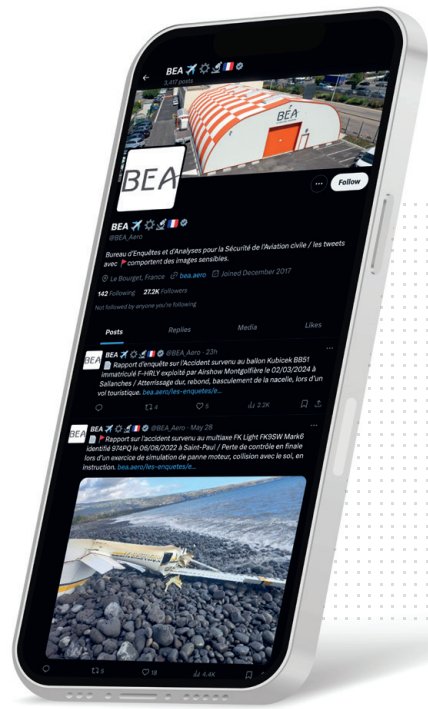 BEA
3,417 posts
BEA
BEA
Follow
BEA
@BEA_Aero
Bureau d'Enquêtes et d'Analyses pour la Sécurité de l'Aviation civile / les tweets
avec 🚩comportent des images sensibles.
Le Bourget, France bea.aero Joined December 2017
142 Following 27.2K Followers
Not followed by anyone you're following
Posts Replies Media Likes
BEA
BEA @BEA_Aero · 23h
Rapport d'enquête sur l'Accident survenu au ballon Kubicek BB51
immatriculé F-HRLY exploité par Airshow Montgolfière le 02/03/2024 à
Sallanches / Atterrissage dur, rebond, basculement de la nacelle, lors d'un
vol touristique. bea.aero/les-enquetes/e...
4 5 2.2K
BEA
BEA @BEA_Aero · May 28
Rapport sur l'accident survenu au multiaxe FK Light FK9SW Mark6
identifié 974PQ le 06/08/2022 à Saint-Paul / Perte de contrôle en finale
lors d'un exercice de simulation de panne moteur, collision avec le sol, en
instruction. bea.aero/les-enquetes/e...
5 18 4.4K